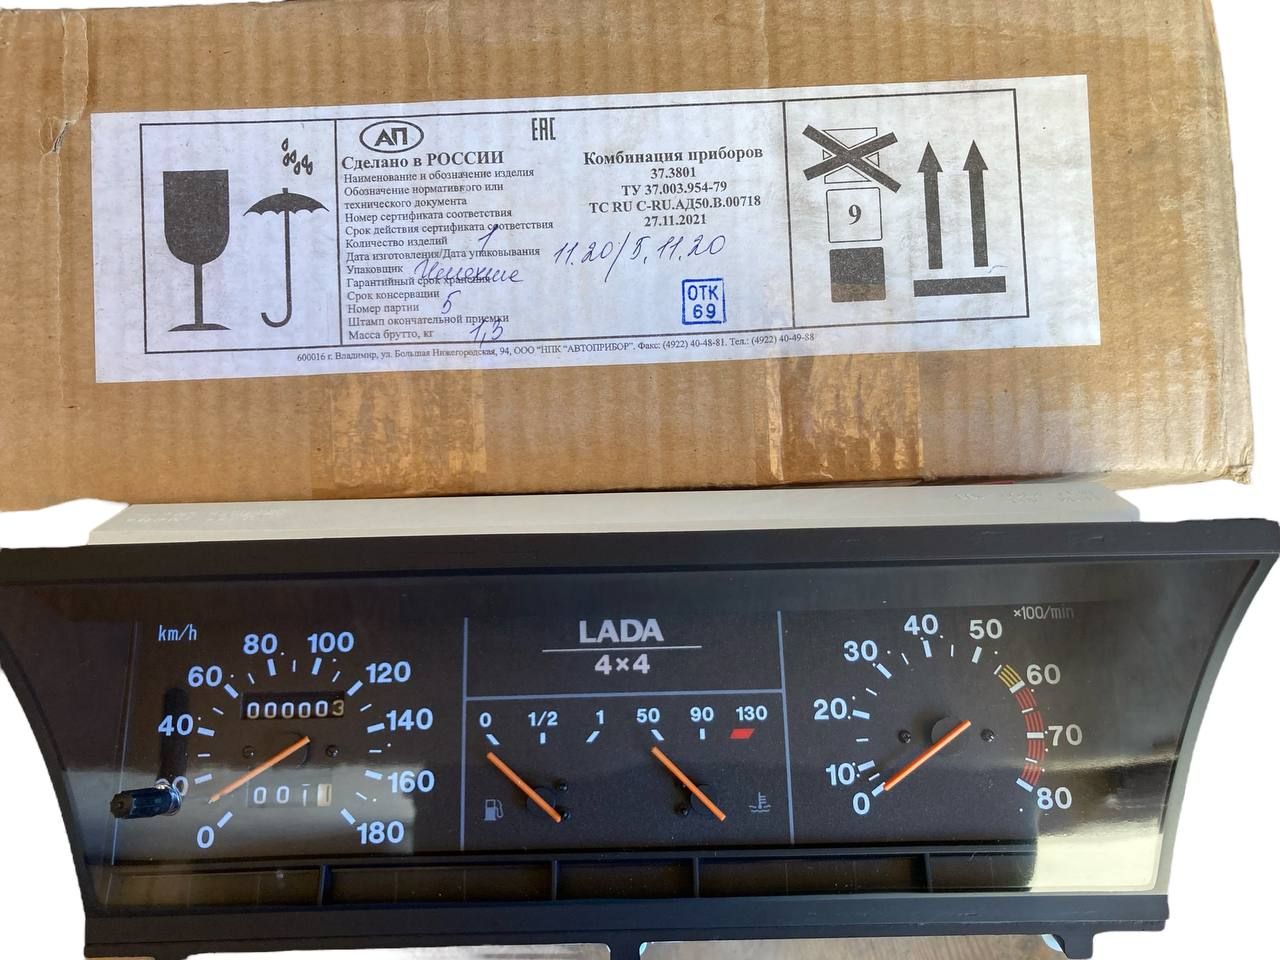 АП
EAC
Сделано в РОССИИ
Наименование и обозначение изделия
Обозначение нормативного или
технического документа
Номер сертификата соответствия
Срок действия сертификата соответствия
Количество изделий 1
Дата изготовления/Дата упаковывания 11.20/5.11.20
Упаковщик
Гарантийный срок хранения
Срок консервации
Номер партии 5
Штамп окончательной приемки
Масса брутто, кг 1,3
Комбинация приборов
37.3801
ТУ 37.003.954-79
ТС RU C-RU.АД50.В.00718
27.11.2021
ОТК
69
9
600016 г. Владимир, ул. Большая Нижегородская, 94, ООО "НПК "АВТОПРИБОР". Факс: (4922) 40-48-81. Тел.: (4922) 40-49-88
km/h
0 20 40 60 80 100 120 140 160 180
000003
0011
LADA
4×4
0 1/2 1
50 90 130
×100/min
0 10 20 30 40 50 60 70 80